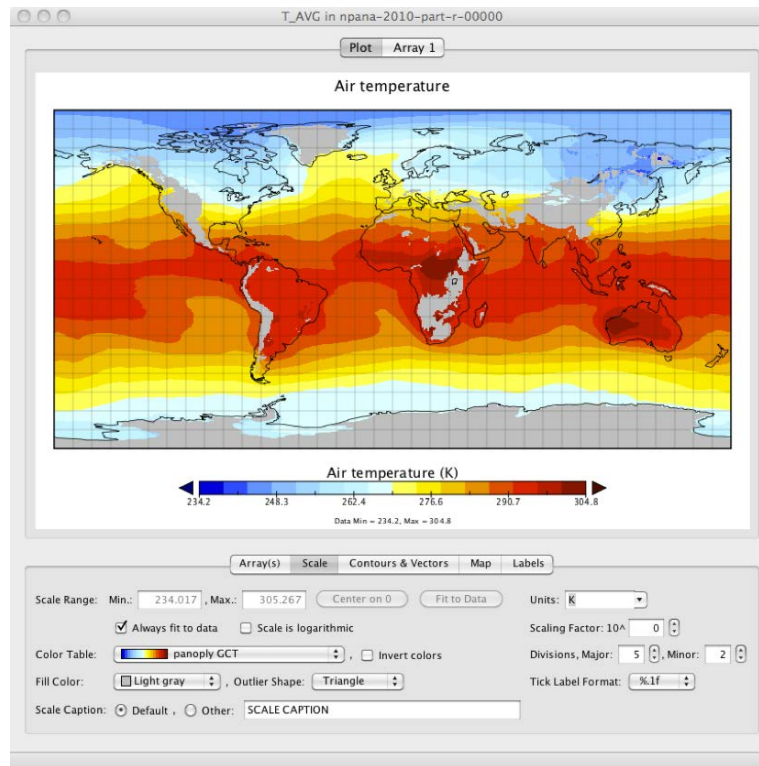 T_AVG in npana-2010-part-r-00000
Plot Array 1
Air temperature
Air temperature (K)
234.2 248.3 262.4 276.6 290.7 304.8
Data Min = 234.2, Max = 304.8
Array(s) Scale Contours & Vectors Map Labels
Scale Range: Min.: 234.017 , Max.: 305.267 Center on 0 Fit to Data Units: K
Always fit to data Scale is logarithmic Scaling Factor: 10^ 0
Color Table: panoply GCT , Invert colors Divisions, Major: 5 , Minor: 2
Fill Color: Light gray , Outlier Shape: Triangle Tick Label Format: %.1f
Scale Caption: Default , Other: SCALE CAPTION